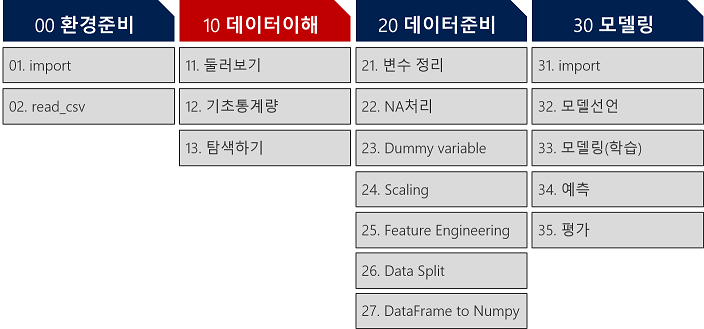 00 환경준비
01. import
02. read_csv
10 데이터이해
11. 둘러보기
12. 기초통계량
13. 탐색하기
20 데이터준비
21. 변수 정리
22. NA처리
23. Dummy variable
24. Scaling
25. Feature Engineering
26. Data Split
27. DataFrame to Numpy
30 모델링
31. import
32. 모델선언
33. 모델링(학습)
34. 예측
35. 평가